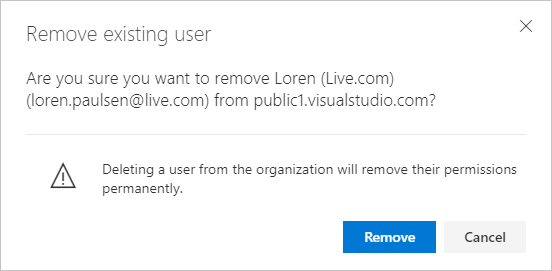 Remove existing user
Are you sure you want to remove Loren (Live.com)
(loren.paulsen@live.com) from public1.visualstudio.com?
Deleting a user from the organization will remove their permissions
permanently.
Remove
Cancel